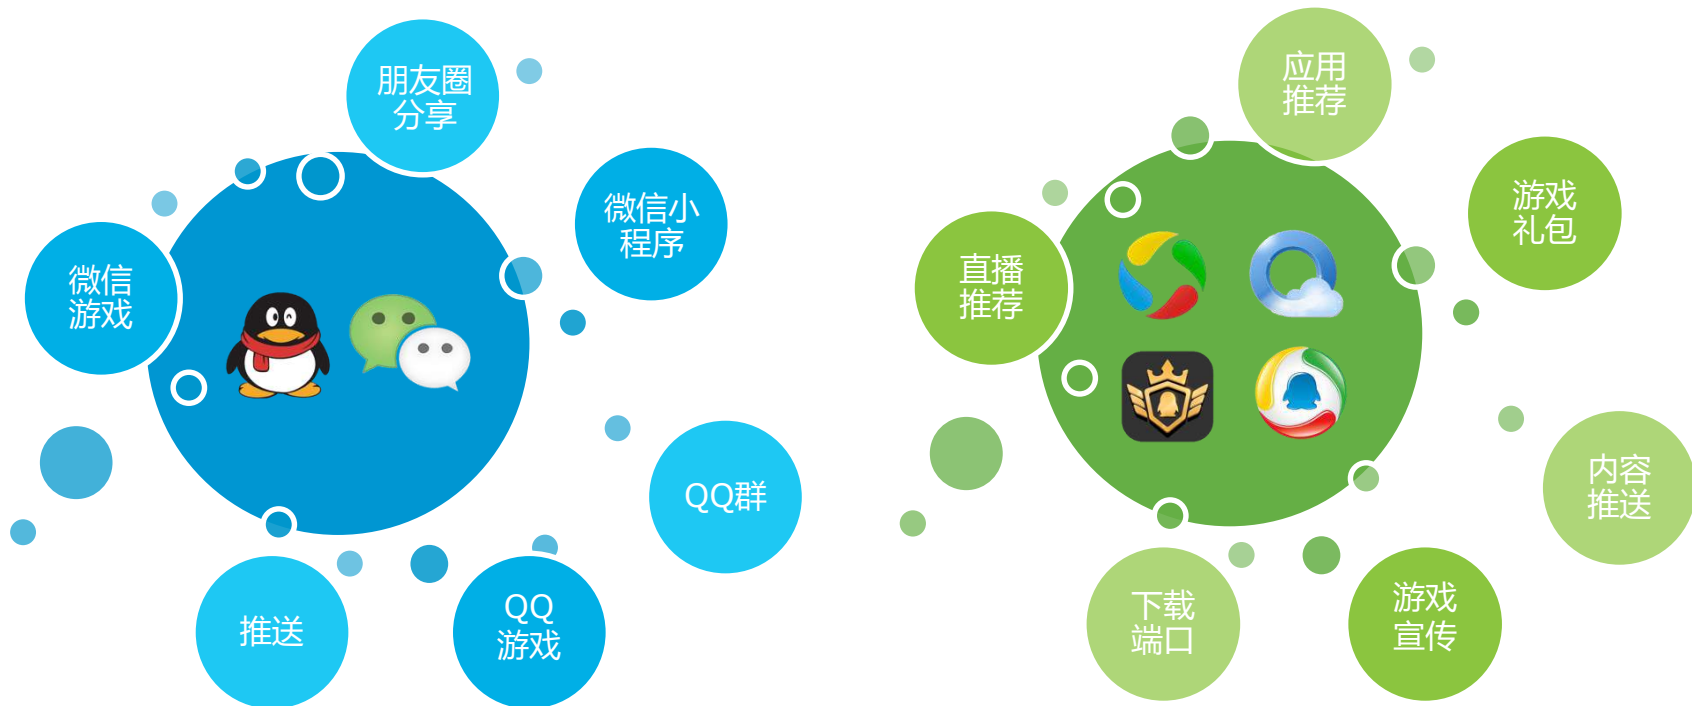 朋友圈
分享
微信小
程序
微信
游戏
QQ群
推送
QQ
游戏
应用
推荐
游戏
礼包
直播
推荐
内容
推送
下载
端口
游戏
宣传